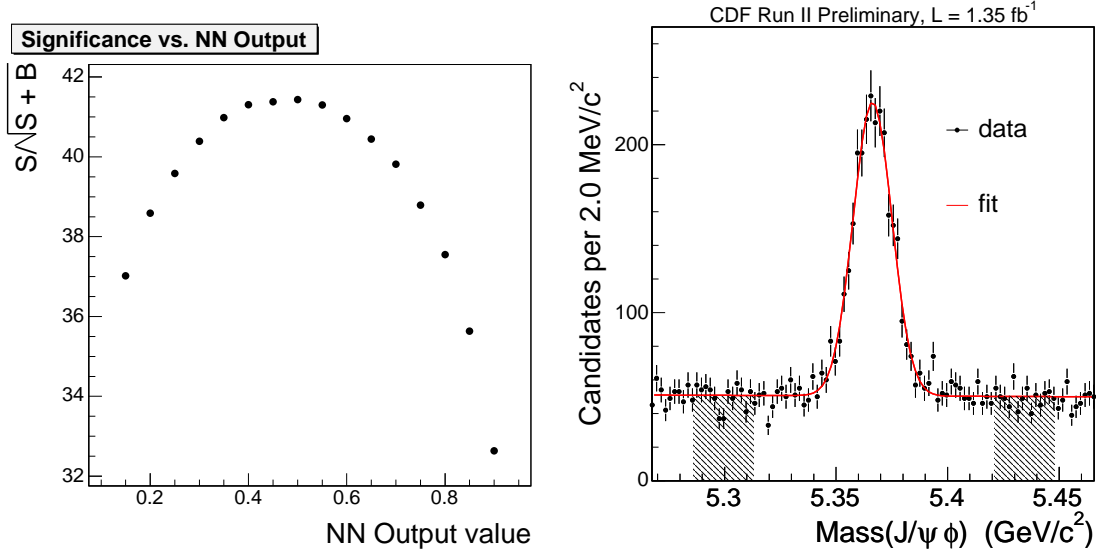 Significance vs. NN Output
S/√S + B
42
40
38
36
34
32
0.2 0.4 0.6 0.8
NN Output value
CDF Run II Preliminary, L = 1.35 fb⁻¹
Candidates per 2.0 MeV/c²
200
100
0
data
fit
5.3 5.35 5.4 5.45
Mass(J/ψ ϕ) (GeV/c²)